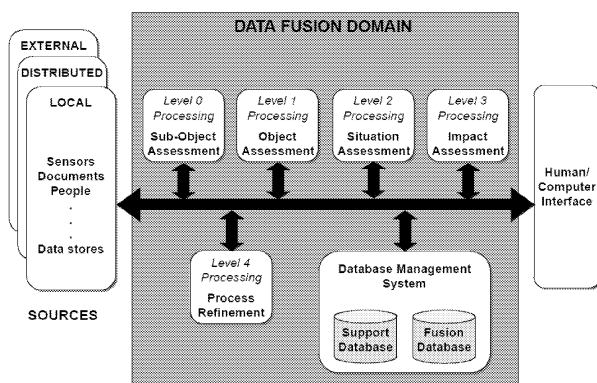 DATA FUSION DOMAIN
EXTERNAL
DISTRIBUTED
LOCAL
Sensors
Documents
People
.
.
.
Data stores
SOURCES
Level 0
Processing
Sub-Object
Assessment
Level 1
Processing
Object
Assessment
Level 2
Processing
Situation
Assessment
Level 3
Processing
Impact
Assessment
Human/
Computer
Interface
Level 4
Processing
Process
Refinement
Database Management
System
Support
Database
Fusion
Database